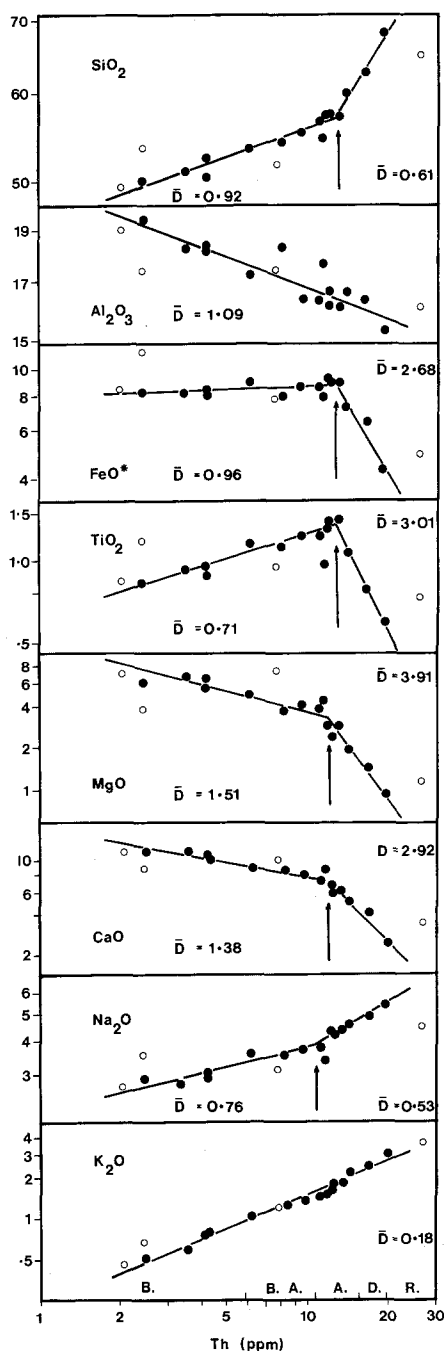 70
SiO2
60
50
D̄ = 0·92
D̄ = 0·61
19
17
Al2O3
D̄ = 1·09
15
10
8
D̄ = 2·68
4
FeO*
D̄ = 0·96
1·5
TiO2
D̄ = 3·01
1·0
D̄ = 0·71
·5
8
6
4
D̄ = 3·91
2
MgO
1
D̄ = 1·51
10
D = 2·92
6
CaO
2
D̄ = 1·38
6
5
Na2O
4
3
D̄ = 0·76
D̄ = 0·53
4
3
K2O
2
1
D̄ = 0·18
·5
B. B. A. A. D. R.
1 2 3 6 10 20 30
Th (ppm)